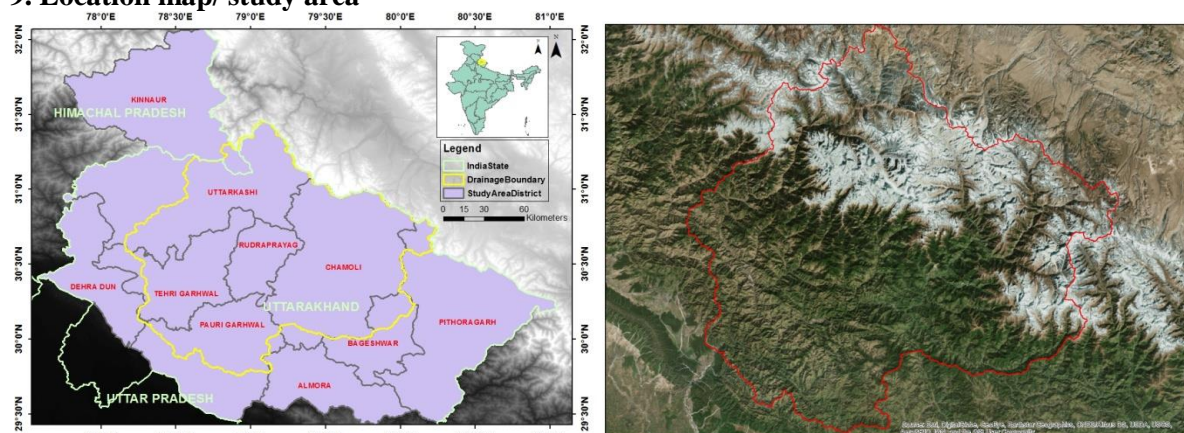 9. Location map/ study area
78°0'E 78°30'E 79°0'E 79°30'E 80°0'E 80°30'E 81°0'E
32°0'N
31°30'N
31°0'N
30°30'N
30°0'N
29°30'N
32°0'N
31°30'N
31°0'N
30°30'N
30°0'N
29°30'N
KINNAUR
HIMACHAL PRADESH
Legend
IndiaState
DrainageBoundary
StudyAreaDistrict
0 15 30 60
Kilometers
UTTARKASHI
RUDRAPRAYAG
CHAMOLI
DEHRA DUN
TEHRI GARHWAL
UTTARAKHAND
PAURI GARHWAL
PITHORAGARH
BAGESHWAR
ALMORA
UTTAR PRADESH